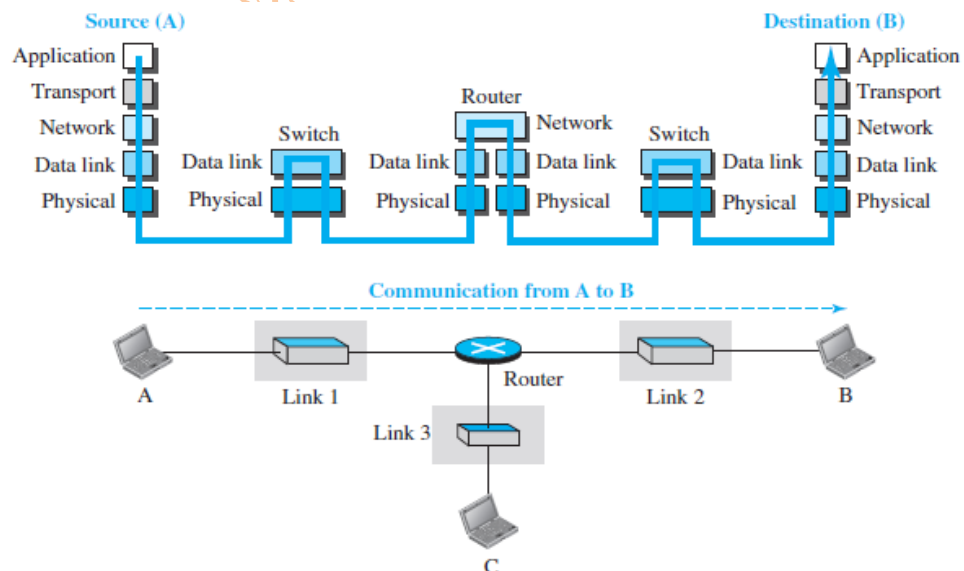 Source (A)
Destination (B)
Application
Application
Transport
Transport
Router
Network
Network
Network
Switch
Switch
Data link
Data link
Data link
Data link
Data link
Data link
Physical
Physical
Physical
Physical
Physical
Physical
Communication from A to B
A
Link 1
Router
Link 2
B
Link 3
C